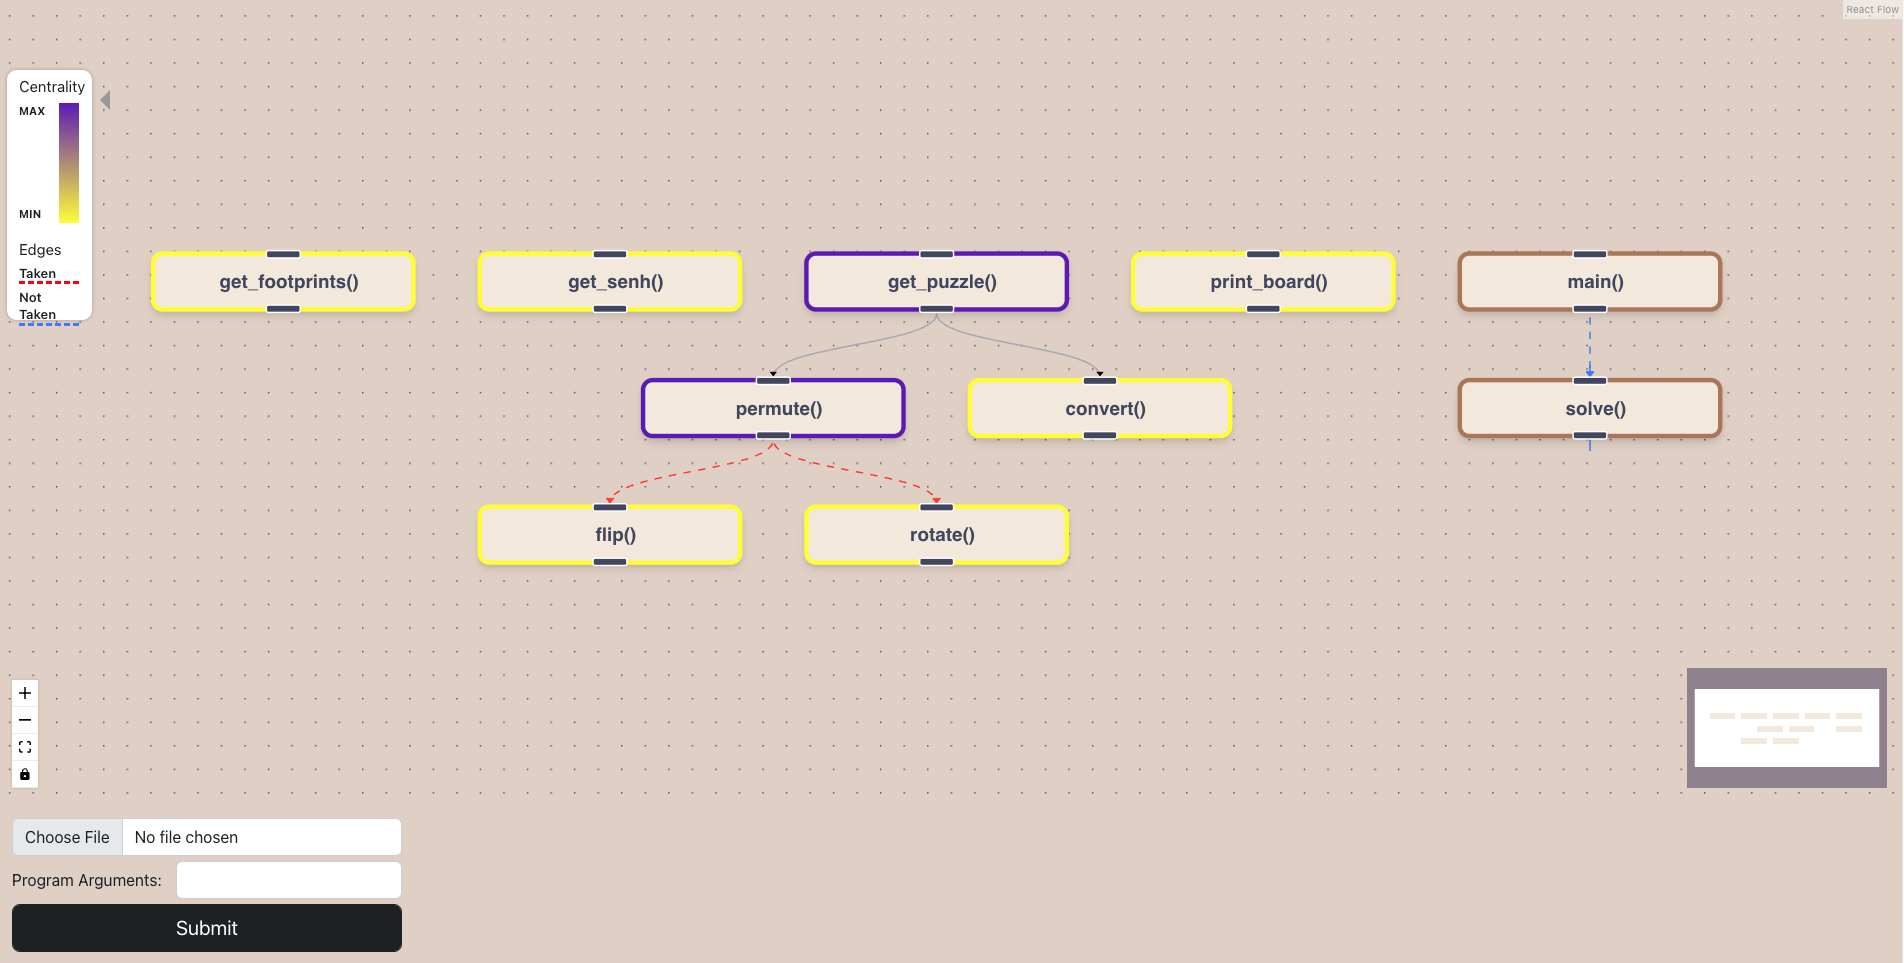 React Flow
Centrality
MAX
MIN
Edges
Taken
Not
Taken
get_footprints()
get_senh()
get_puzzle()
print_board()
main()
permute()
convert()
solve()
flip()
rotate()
Choose File
No file chosen
Program Arguments:
Submit